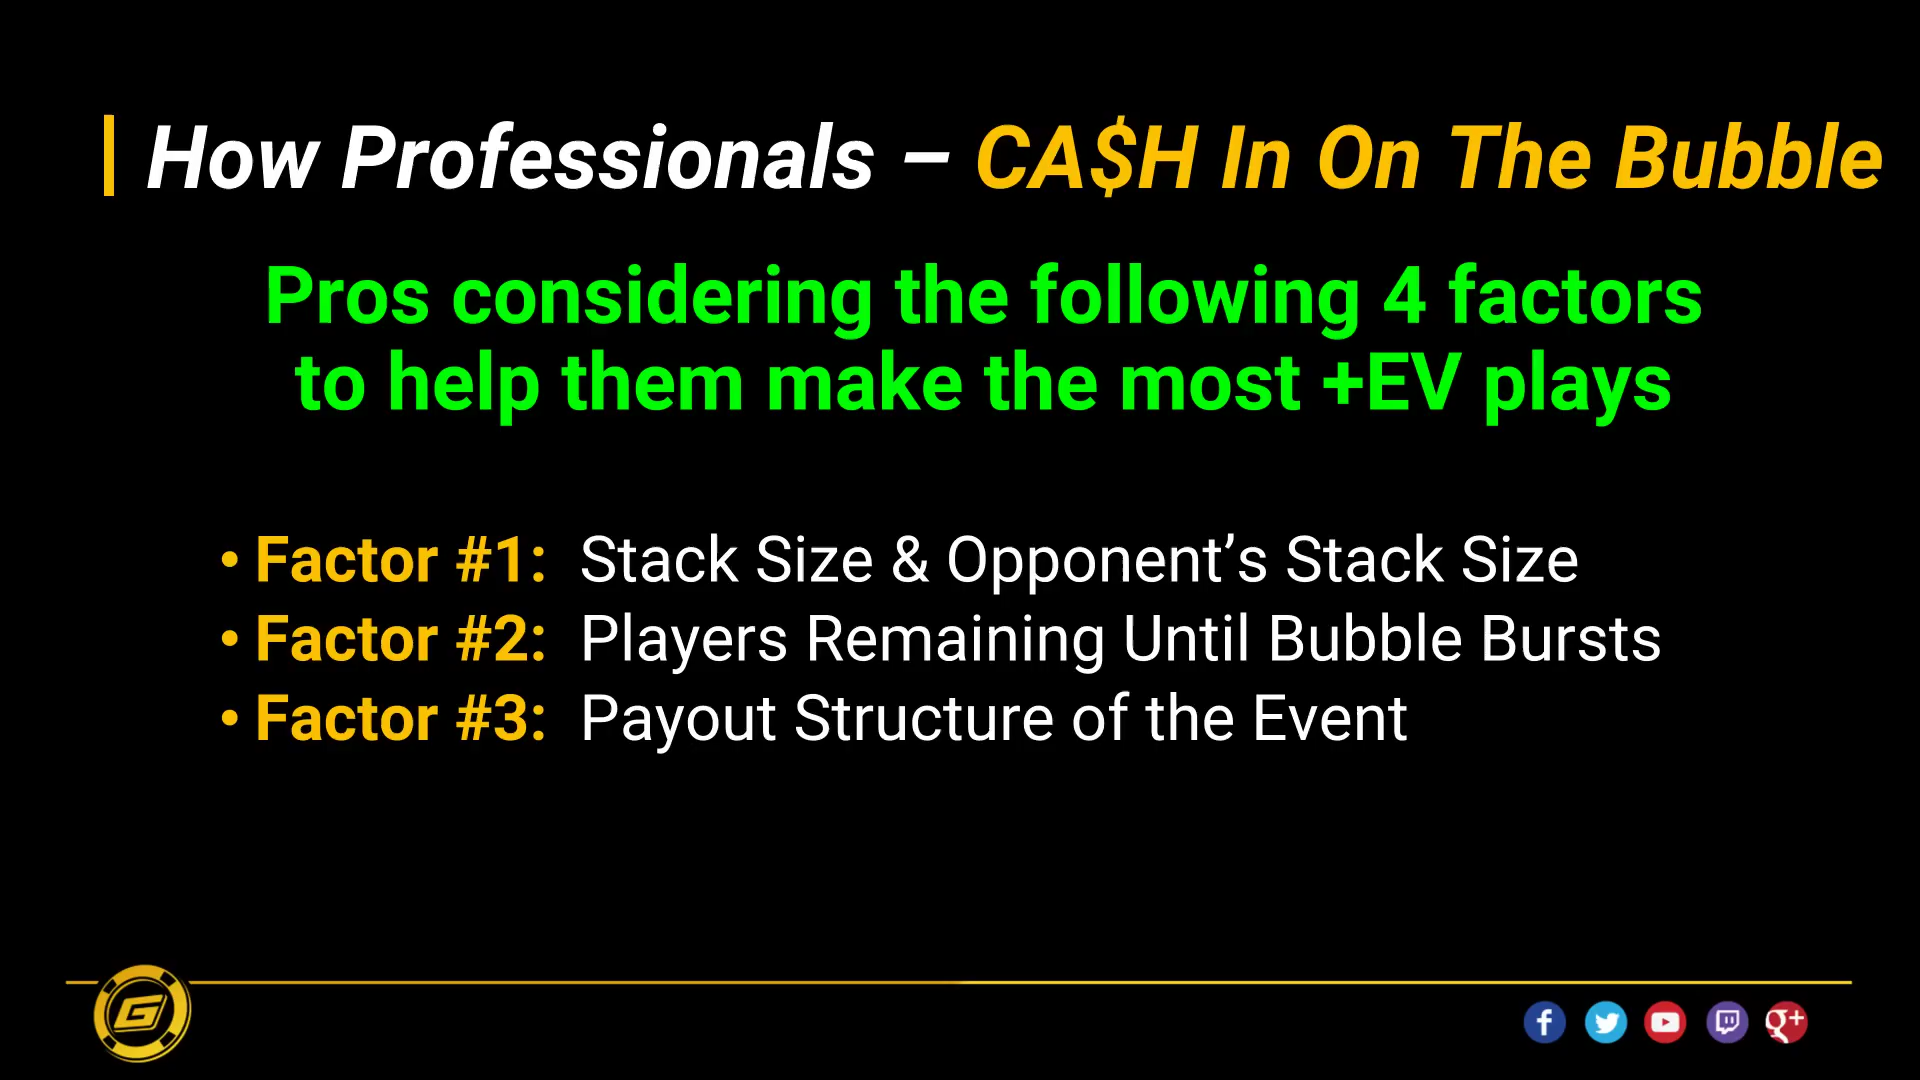 How Professionals – CA$H In On The Bubble
Pros considering the following 4 factors
to help them make the most +EV plays
• Factor #1: Stack Size & Opponent’s Stack Size
• Factor #2: Players Remaining Until Bubble Bursts
• Factor #3: Payout Structure of the Event
G